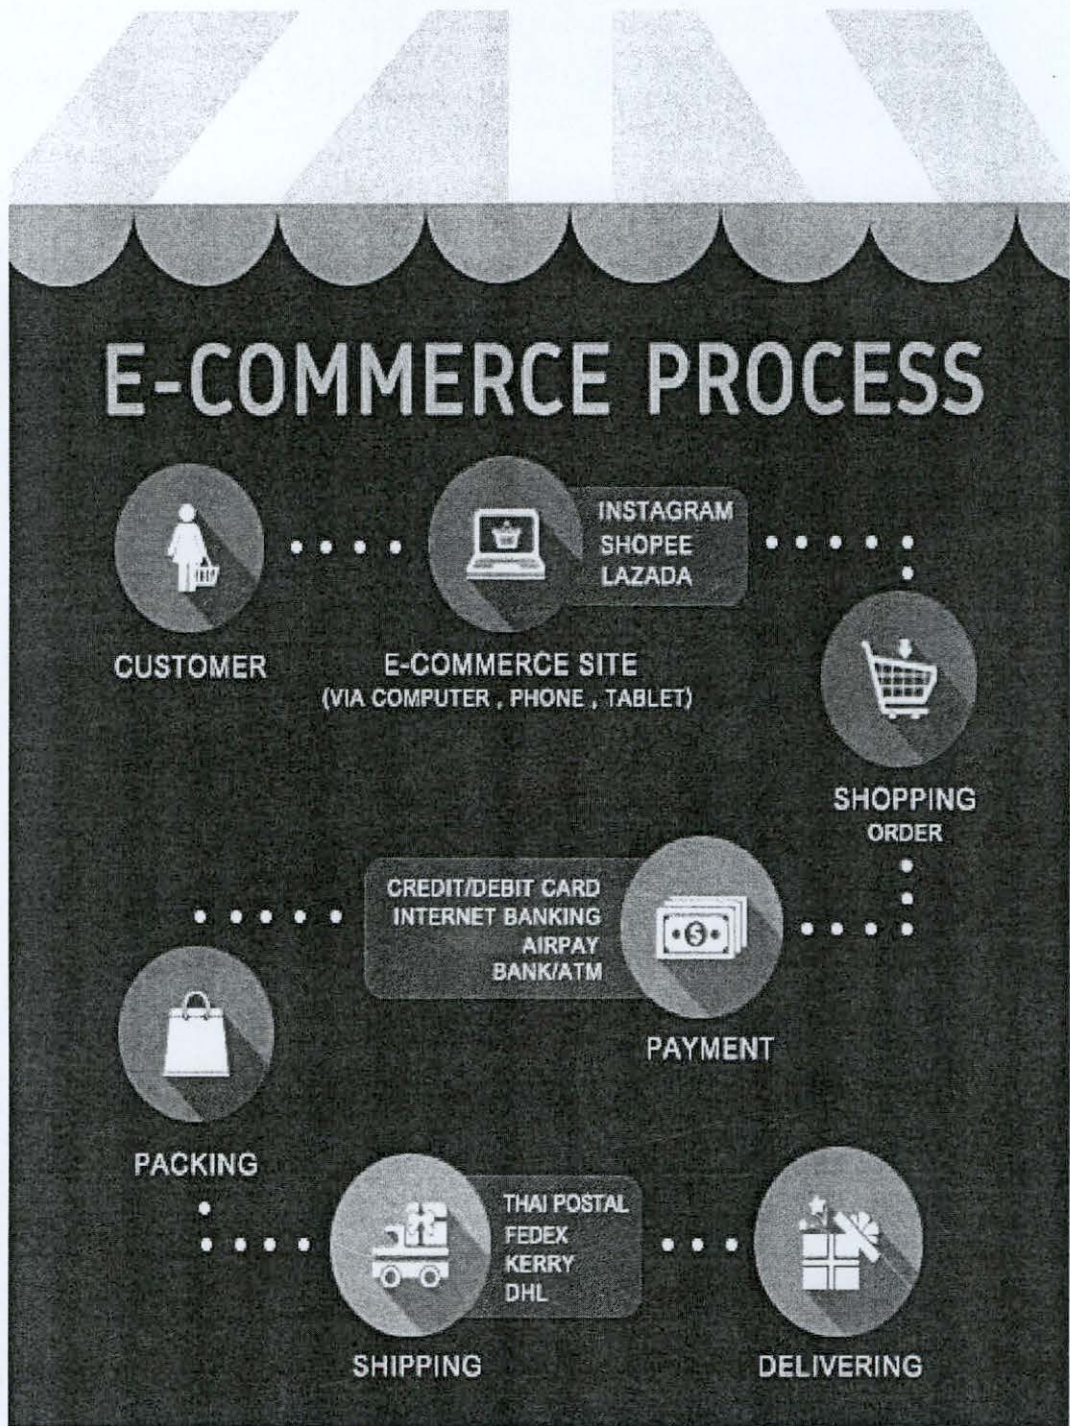 E-COMMERCE PROCESS
CUSTOMER
E-COMMERCE SITE
(VIA COMPUTER , PHONE , TABLET)
INSTAGRAM
SHOPEE
LAZADA
SHOPPING
ORDER
CREDIT/DEBIT CARD
INTERNET BANKING
AIRPAY
BANK/ATM
PAYMENT
PACKING
SHIPPING
THAI POSTAL
FEDEX
KERRY
DHL
DELIVERING